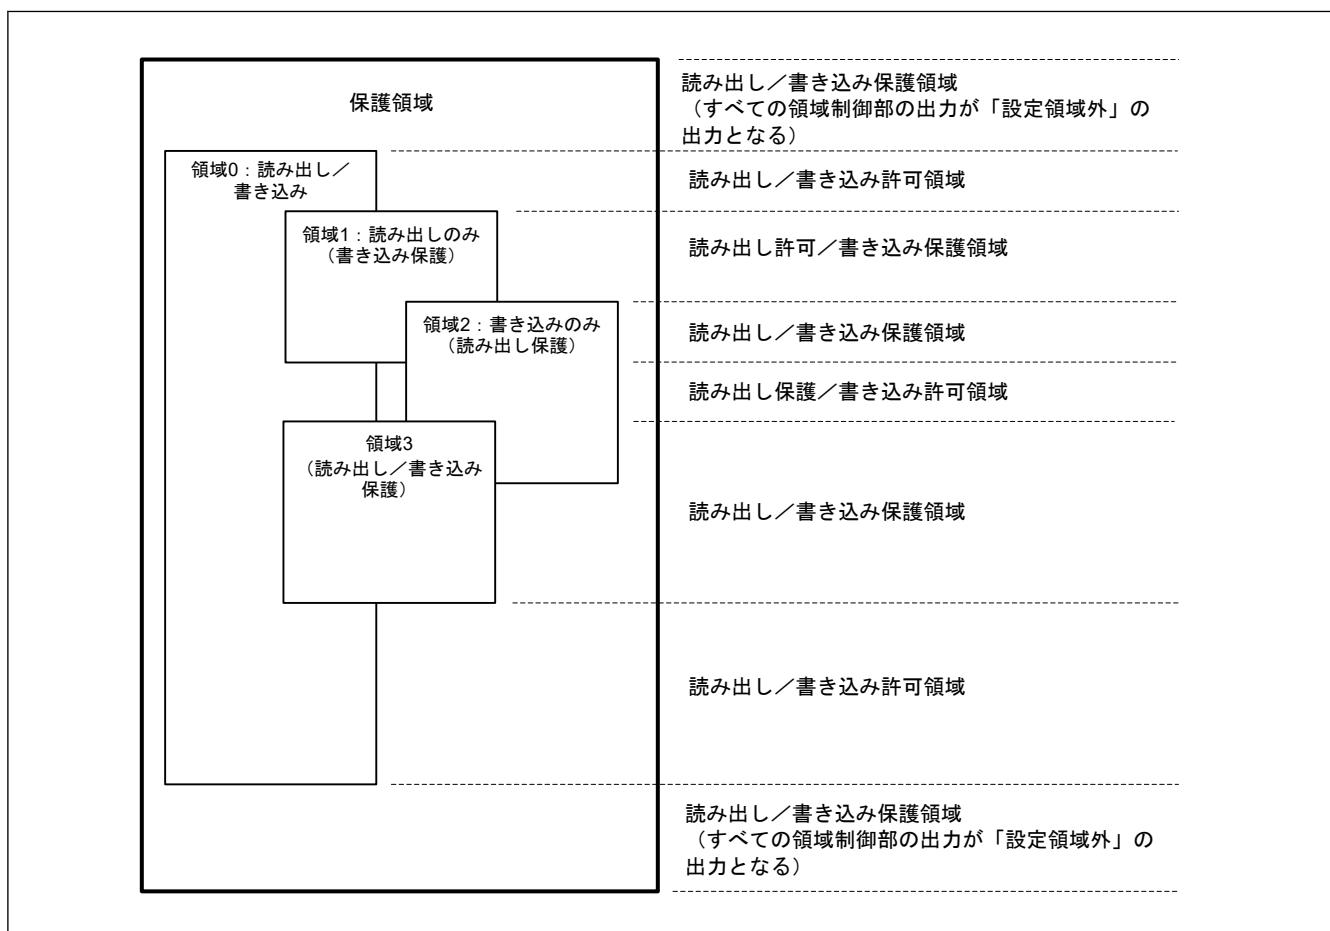 保護領域
読み出し／書き込み保護領域
（すべての領域制御部の出力が「設定領域外」の
出力となる）
領域0：読み出し／
書き込み
読み出し／書き込み許可領域
領域1：読み出しのみ
（書き込み保護）
読み出し許可／書き込み保護領域
領域2：書き込みのみ
（読み出し保護）
読み出し／書き込み保護領域
読み出し保護／書き込み許可領域
領域3
（読み出し／書き込み
保護）
読み出し／書き込み保護領域
読み出し／書き込み許可領域
読み出し／書き込み保護領域
（すべての領域制御部の出力が「設定領域外」の
出力となる）